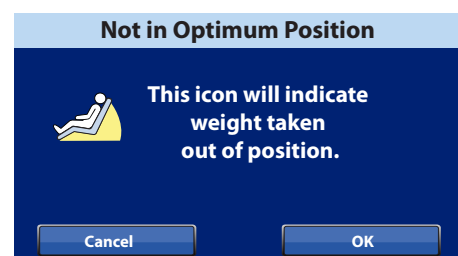 Not in Optimum Position
This icon will indicate
weight taken
out of position.
Cancel
OK